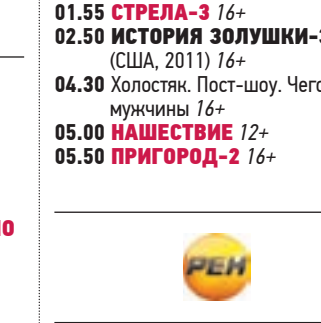 01.55 СТРЕЛА-3 16+
02.50 ИСТОРИЯ ЗОЛУШКИ-3
(США, 2011) 16+
04.30 Холостяк. Пост-шоу. Чего
мужчины 16+
05.00 НАШЕСТВИЕ 12+
05.50 ПРИГОРОД-2 16+
РЕН